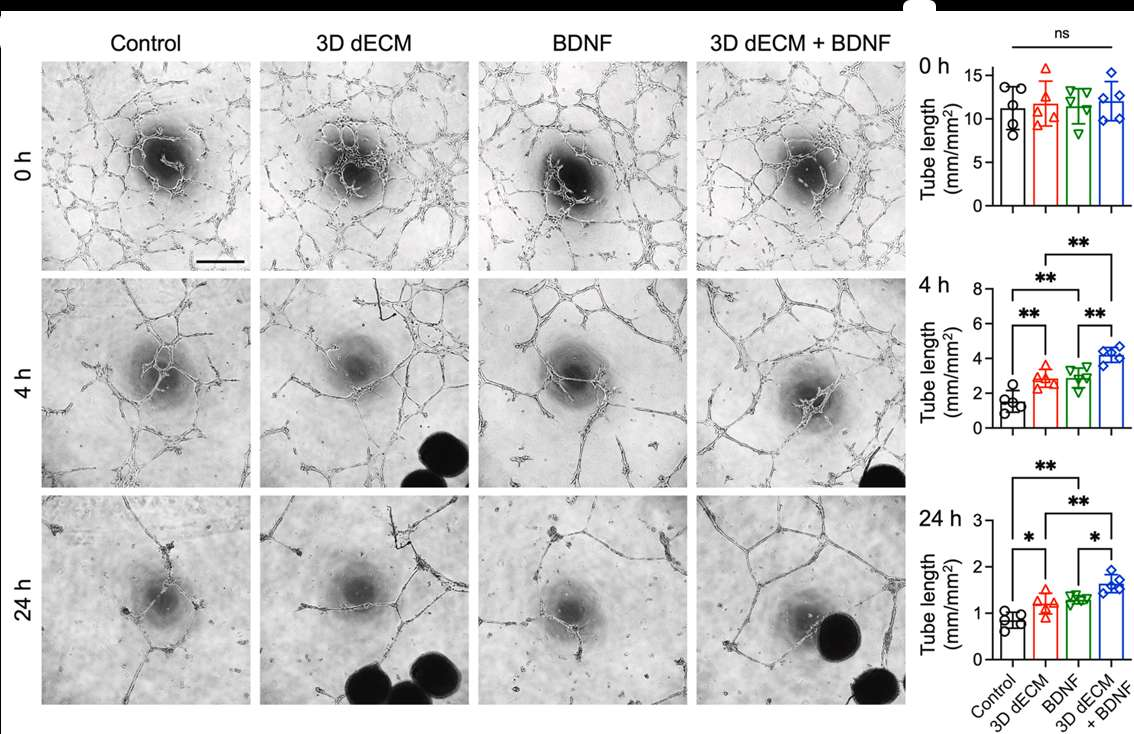 Control
3D dECM
BDNF
3D dECM + BDNF
0 h
4 h
24 h
0 h
ns
Tube length
(mm/mm2)
15
10
5
0
4 h
**
**
**
**
Tube length
(mm/mm2)
8
6
4
2
0
24 h
**
**
*
*
Tube length
(mm/mm2)
3
2
1
0
Control
3D dECM
BDNF
3D dECM
+ BDNF